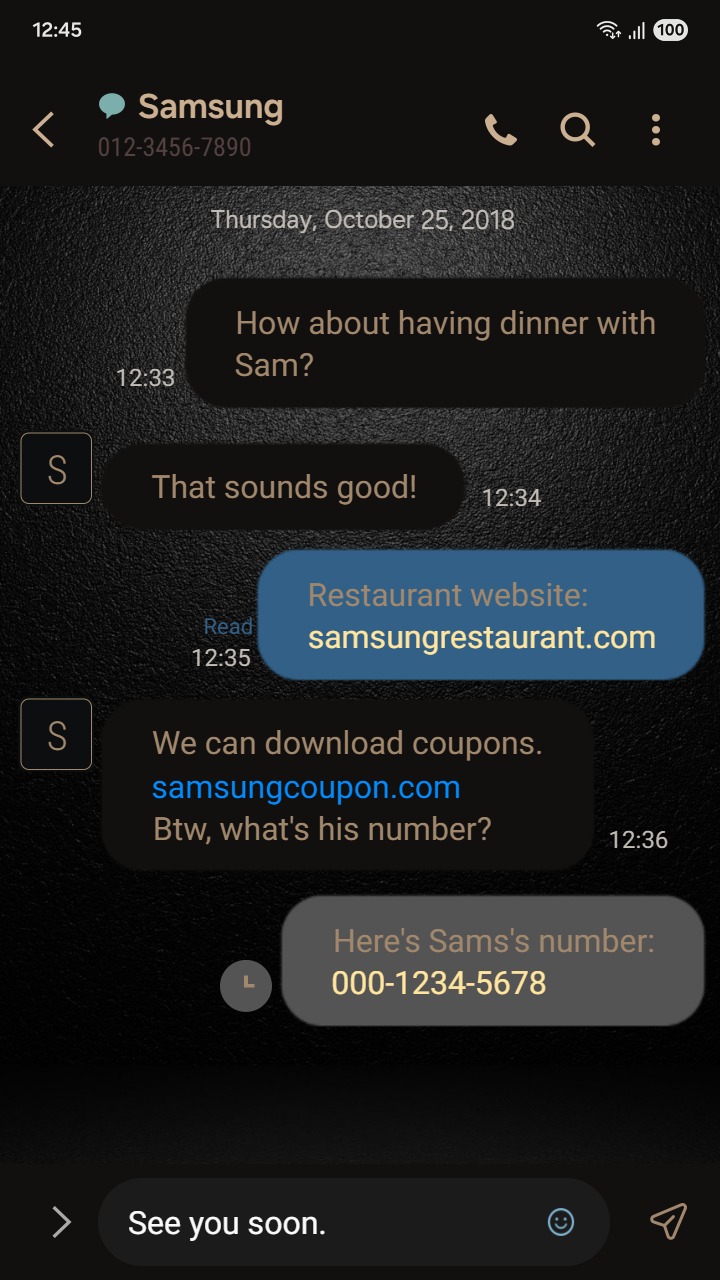 12:45
100
Samsung
012-3456-7890
Thursday, October 25, 2018
How about having dinner with
Sam?
12:33
S
That sounds good!
12:34
Restaurant website:
samsungrestaurant.com
Read
12:35
S
We can download coupons.
samsungcoupon.com
Btw, what's his number?
12:36
Here's Sams's number:
000-1234-5678
See you soon.